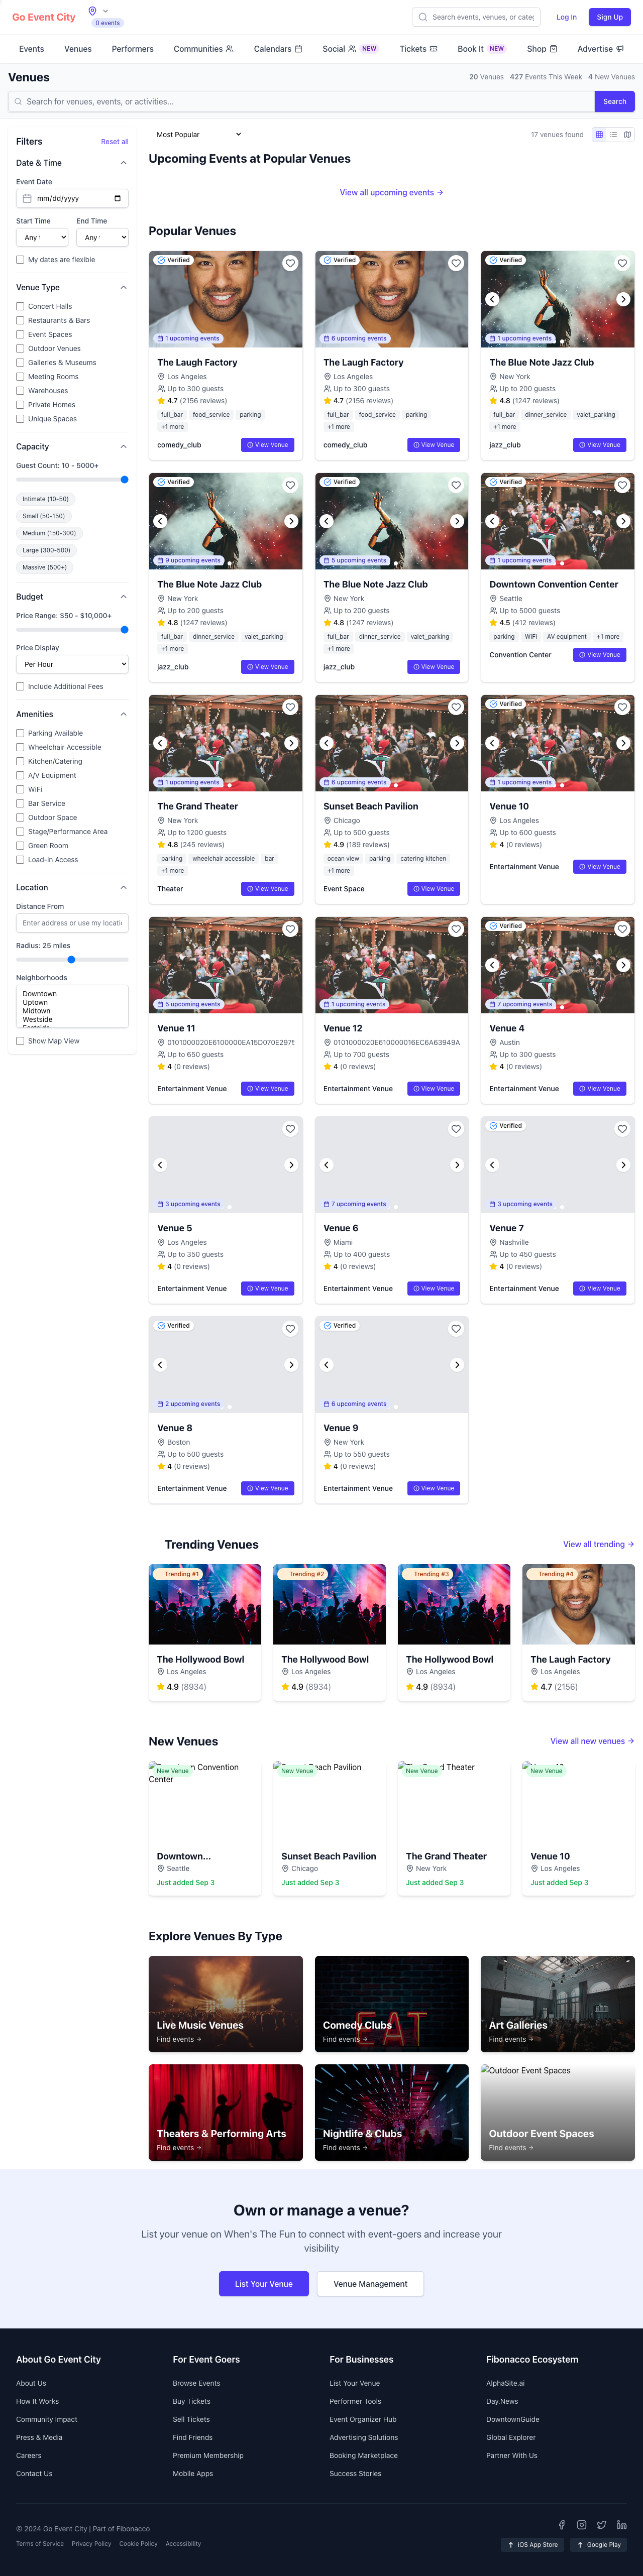 Go Event City
0 events
Search events, venues, or categ
Log In
Sign Up
Events
Venues
Performers
Communities
Calendars
Social NEW
Tickets
Book It NEW
Shop
Advertise
Venues
20 Venues 427 Events This Week 4 New Venues
Search for venues, events, or activities...
Search
Filters
Reset all
Date & Time
Event Date
mm/dd/yyyy
Start Time
End Time
Any
Any
My dates are flexible
Venue Type
Concert Halls
Restaurants & Bars
Event Spaces
Outdoor Venues
Galleries & Museums
Meeting Rooms
Warehouses
Private Homes
Unique Spaces
Capacity
Guest Count: 10 - 5000+
Intimate (10-50)
Small (50-150)
Medium (150-300)
Large (300-500)
Massive (500+)
Budget
Price Range: $50 - $10,000+
Price Display
Per Hour
Include Additional Fees
Amenities
Parking Available
Wheelchair Accessible
Kitchen/Catering
A/V Equipment
WiFi
Bar Service
Outdoor Space
Stage/Performance Area
Green Room
Load-in Access
Location
Distance From
Enter address or use my locatio
Radius: 25 miles
Neighborhoods
Downtown
Uptown
Midtown
Westside
Show Map View
Most Popular
17 venues found
Upcoming Events at Popular Venues
View all upcoming events →
Popular Venues
Verified
1 upcoming events
The Laugh Factory
Los Angeles
Up to 300 guests
4.7 (2156 reviews)
full_bar food_service parking
+1 more
comedy_club
View Venue
Verified
6 upcoming events
The Laugh Factory
Los Angeles
Up to 300 guests
4.7 (2156 reviews)
full_bar food_service parking
+1 more
comedy_club
View Venue
Verified
1 upcoming events
The Blue Note Jazz Club
New York
Up to 200 guests
4.8 (1247 reviews)
full_bar dinner_service valet_parking
+1 more
jazz_club
View Venue
Verified
9 upcoming events
The Blue Note Jazz Club
New York
Up to 200 guests
4.8 (1247 reviews)
full_bar dinner_service valet_parking
+1 more
jazz_club
View Venue
Verified
5 upcoming events
The Blue Note Jazz Club
New York
Up to 200 guests
4.8 (1247 reviews)
full_bar dinner_service valet_parking
+1 more
jazz_club
View Venue
Verified
1 upcoming events
Downtown Convention Center
Seattle
Up to 5000 guests
4.5 (412 reviews)
parking WiFi AV equipment +1 more
Convention Center
View Venue
1 upcoming events
The Grand Theater
New York
Up to 1200 guests
4.8 (245 reviews)
parking wheelchair accessible bar
+1 more
Theater
View Venue
6 upcoming events
Sunset Beach Pavilion
Chicago
Up to 500 guests
4.9 (189 reviews)
ocean view parking catering kitchen
+1 more
Event Space
View Venue
Verified
1 upcoming events
Venue 10
Los Angeles
Up to 600 guests
4 (0 reviews)
Entertainment Venue
View Venue
5 upcoming events
Venue 11
0101000020E6100000EA15D070E2975
Up to 650 guests
4 (0 reviews)
Entertainment Venue
View Venue
1 upcoming events
Venue 12
0101000020E610000016EC6A63949A
Up to 700 guests
4 (0 reviews)
Entertainment Venue
View Venue
Verified
7 upcoming events
Venue 4
Austin
Up to 300 guests
4 (0 reviews)
Entertainment Venue
View Venue
3 upcoming events
Venue 5
Los Angeles
Up to 350 guests
4 (0 reviews)
Entertainment Venue
View Venue
7 upcoming events
Venue 6
Miami
Up to 400 guests
4 (0 reviews)
Entertainment Venue
View Venue
Verified
3 upcoming events
Venue 7
Nashville
Up to 450 guests
4 (0 reviews)
Entertainment Venue
View Venue
Verified
2 upcoming events
Venue 8
Boston
Up to 500 guests
4 (0 reviews)
Entertainment Venue
View Venue
Verified
6 upcoming events
Venue 9
New York
Up to 550 guests
4 (0 reviews)
Entertainment Venue
View Venue
Trending Venues
View all trending →
Trending #1
The Hollywood Bowl
Los Angeles
4.9 (8934)
Trending #2
The Hollywood Bowl
Los Angeles
4.9 (8934)
Trending #3
The Hollywood Bowl
Los Angeles
4.9 (8934)
Trending #4
The Laugh Factory
Los Angeles
4.7 (2156)
New Venues
View all new venues →
New Venue
Convention
Center
Downtown...
Seattle
Just added Sep 3
New Venue
Beach Pavilion
Sunset Beach Pavilion
Chicago
Just added Sep 3
New Venue
Theater
The Grand Theater
New York
Just added Sep 3
New Venue
Venue 10
Los Angeles
Just added Sep 3
Explore Venues By Type
Live Music Venues
Find events →
EAT
Comedy Clubs
Find events →
Art Galleries
Find events →
Theaters & Performing Arts
Find events →
Nightlife & Clubs
Find events →
Outdoor Event Spaces
Outdoor Event Spaces
Find events →
Own or manage a venue?
List your venue on When's The Fun to connect with event-goers and increase your
visibility
List Your Venue
Venue Management
About Go Event City
About Us
How It Works
Community Impact
Press & Media
Careers
Contact Us
For Event Goers
Browse Events
Buy Tickets
Sell Tickets
Find Friends
Premium Membership
Mobile Apps
For Businesses
List Your Venue
Performer Tools
Event Organizer Hub
Advertising Solutions
Booking Marketplace
Success Stories
Fibonacco Ecosystem
AlphaSite.ai
Day.News
DowntownGuide
Global Explorer
Partner With Us
© 2024 Go Event City | Part of Fibonacco
Terms of Service Privacy Policy Cookie Policy Accessibility
iOS App Store
Google Play